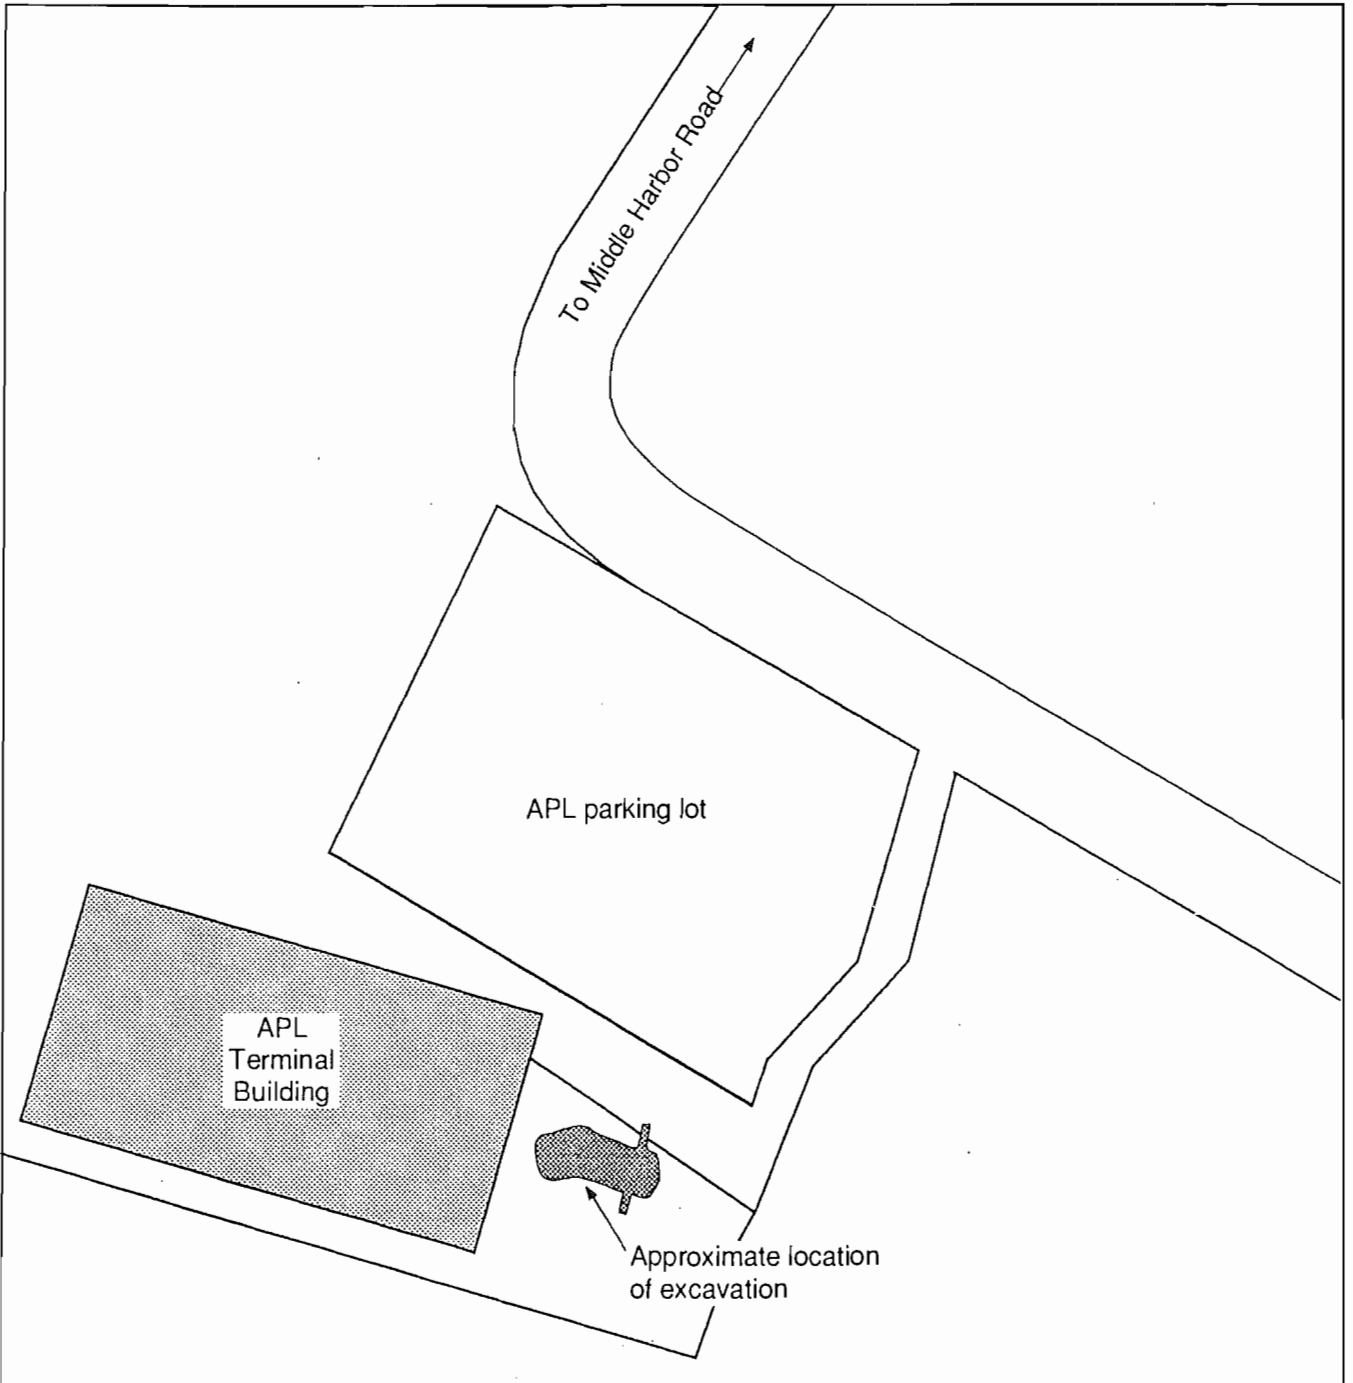 To Middle Harbor Road
APL parking lot
APL
Terminal
Building
Approximate location
of excavation